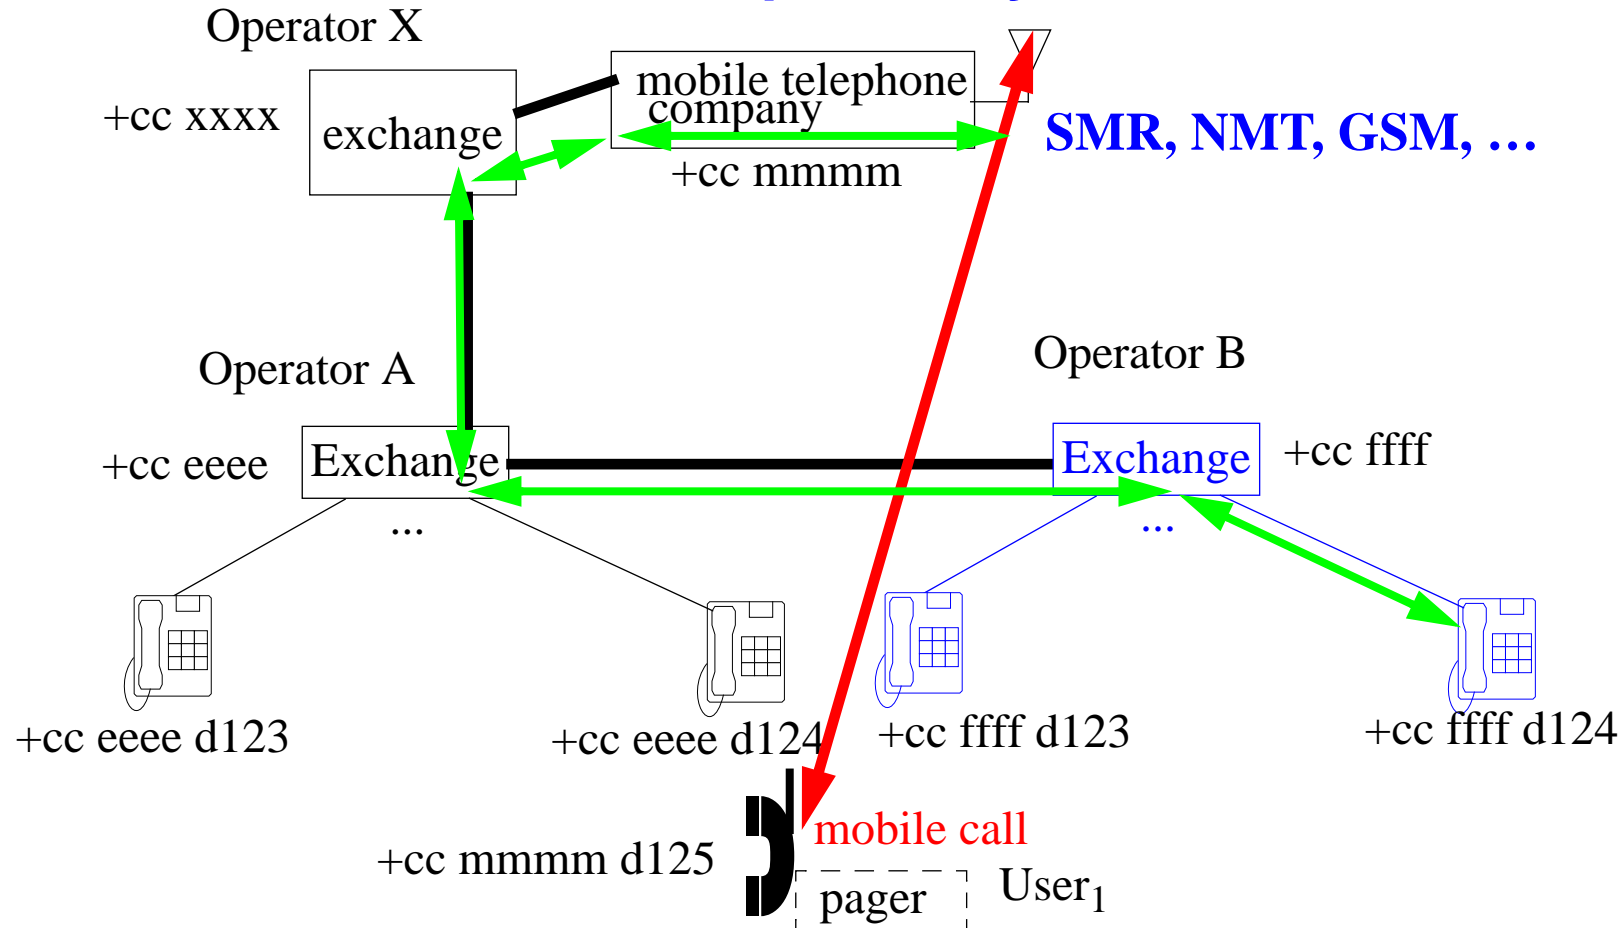 Operator X
mobile telephone
company
+cc xxxx
exchange
SMR, NMT, GSM, …
+cc mmmm
Operator A
Operator B
+cc eeee
Exchange
Exchange
+cc ffff
...
...
+cc eeee d123
+cc eeee d124
+cc ffff d123
+cc ffff d124
mobile call
+cc mmmm d125
pager
User1